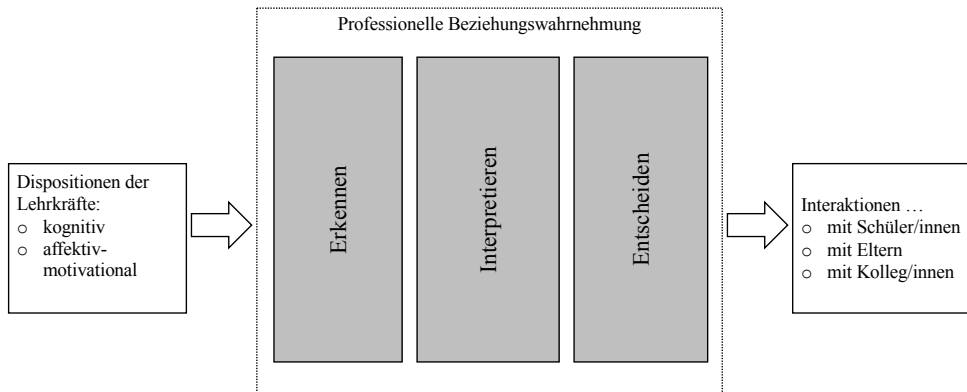 Professionelle Beziehungswahrnehmung
Dispositionen der
Lehrkräfte:
○ kognitiv
○ affektiv-
motivational
Erkennen
Interpretieren
Entscheiden
Interaktionen …
○ mit Schüler/innen
○ mit Eltern
○ mit Kolleg/innen